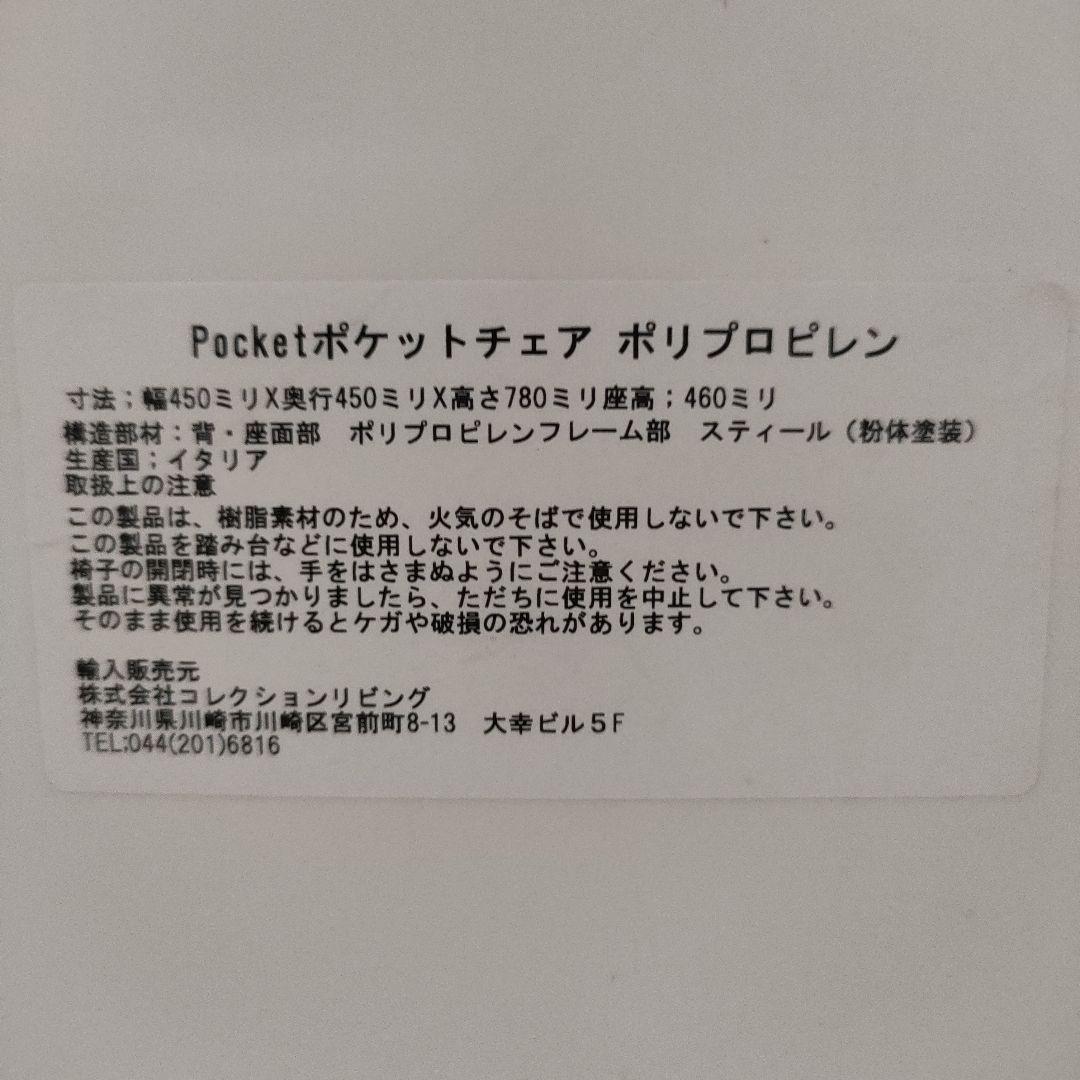 Pocketポケットチェア ポリプロピレン
寸法；幅450ミリX奥行450ミリX高さ780ミリ座高；460ミリ
構造部材：背・座面部　ポリプロピレンフレーム部　スティール（粉体塗装）
生産国；イタリア
取扱上の注意
この製品は、樹脂素材のため、火気のそばで使用しないで下さい。
この製品を踏み台などに使用しないで下さい。
椅子の開閉時には、手をはさまぬようにご注意ください。
製品に異常が見つかりましたら、ただちに使用を中止して下さい。
そのまま使用を続けるとケガや破損の恐れがあります。
輸入販売元
株式会社コレクションリビング
神奈川県川崎市川崎区宮前町8-13　大幸ビル５F
TEL;044(201)6816